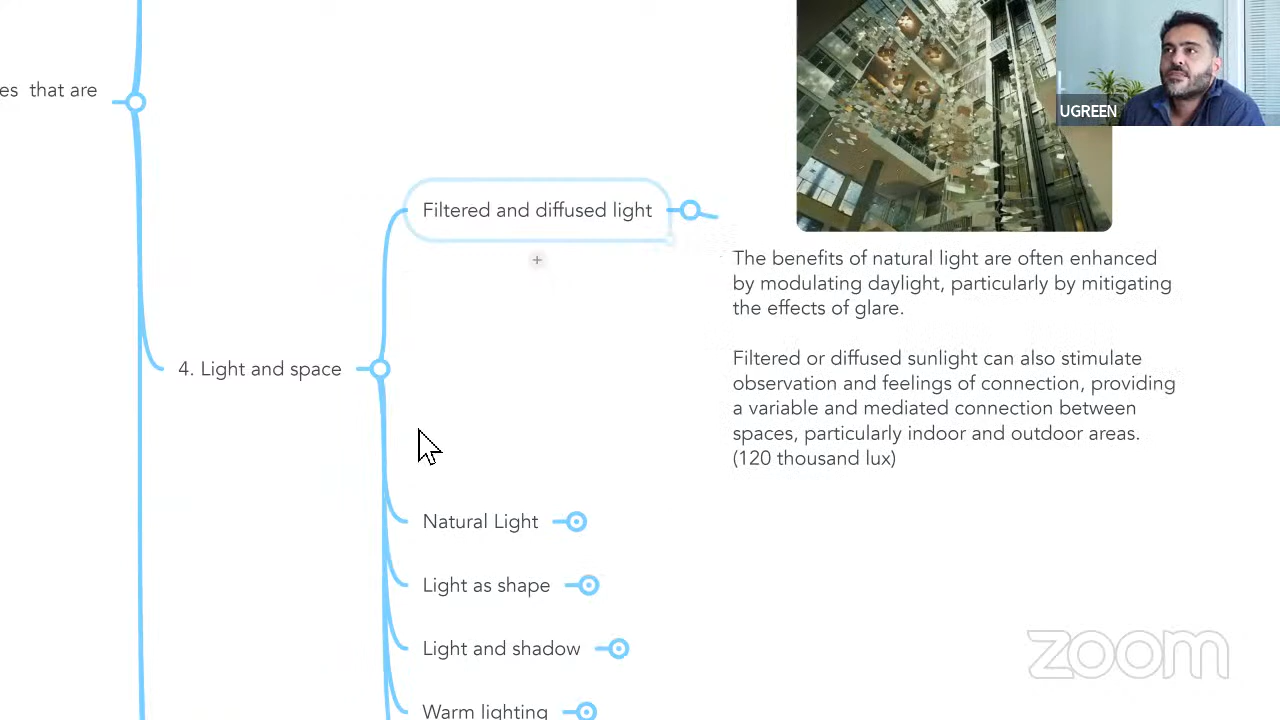 es  that are
UGREEN
Filtered and diffused light
+
The benefits of natural light are often enhanced
by modulating daylight, particularly by mitigating
the effects of glare.
Filtered or diffused sunlight can also stimulate
observation and feelings of connection, providing
a variable and mediated connection between
spaces, particularly indoor and outdoor areas.
(120 thousand lux)
4. Light and space
Natural Light
Light as shape
Light and shadow
Warm lighting
zoom